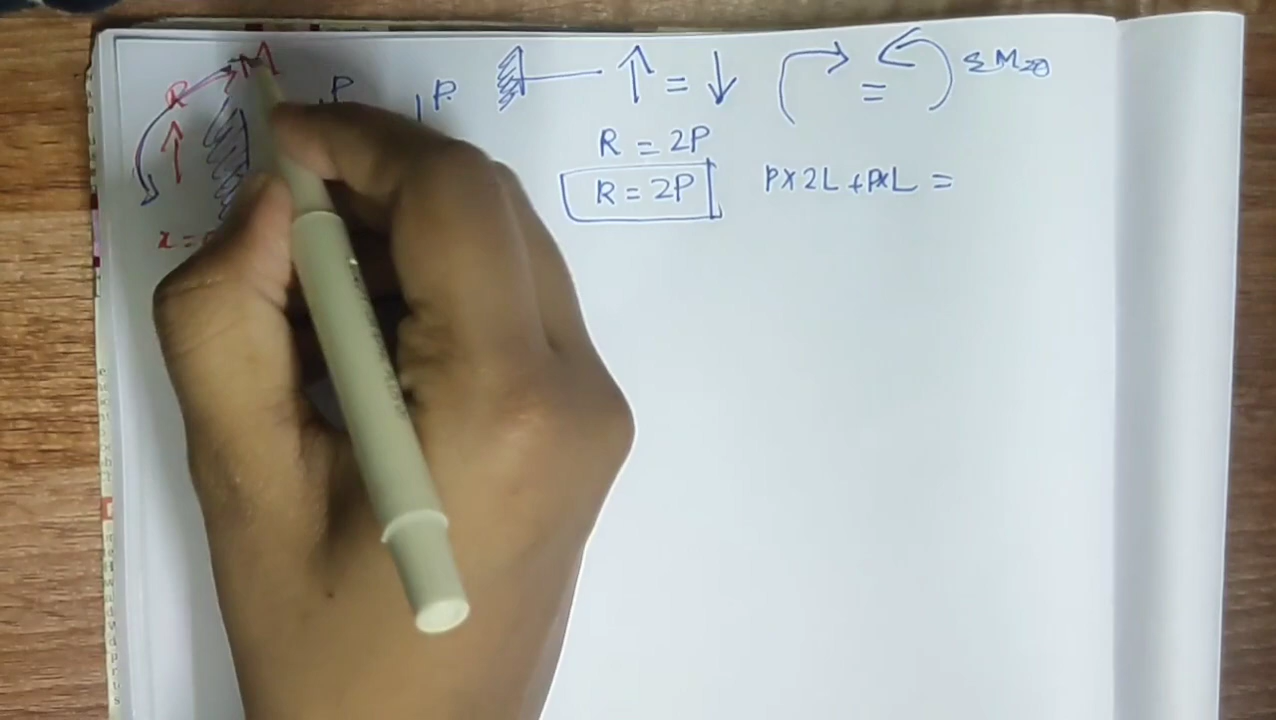 M
R
P
P
↑ = ↓
=
ΣM=0
R = 2P
R = 2P
P×2L + P×L =
x =